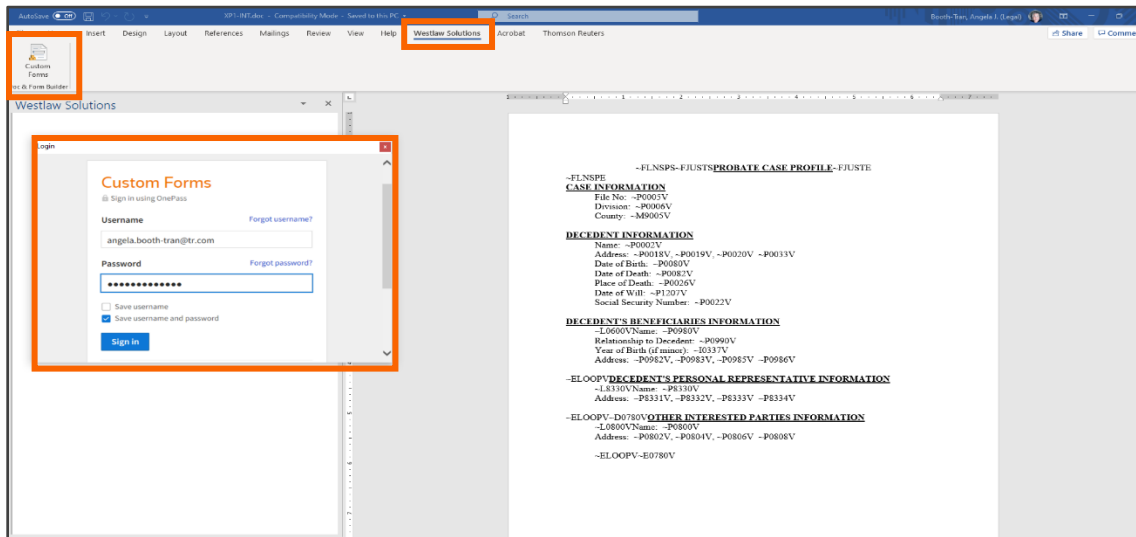 AutoSave Off XP1-INT.doc - Compatibility Mode - Saved to this PC Search Booth-Tran, Angela J. (Legal)
Insert Design Layout References Mailings Review View Help Westlaw Solutions Acrobat Thomson Reuters Share Comme
Custom
Forms
oc & Form Builder
Westlaw Solutions
Login
Custom Forms
Sign in using OnePass
Username Forgot username?
angela.booth-tran@tr.com
Password Forgot password?
Save username
Save username and password
Sign in
~FLNSPS~FJUSTSPROBATE CASE PROFILE~FJUSTE
~FLNSPE
CASE INFORMATION
File No: ~P0005V
Division: ~P0006V
County: ~M9005V
DECEDENT INFORMATION
Name: ~P0002V
Address: ~P0018V, ~P0019V, ~P0020V ~P0033V
Date of Birth: ~P0080V
Date of Death: ~P0082V
Place of Death: ~P0026V
Date of Will: ~P1207V
Social Security Number: ~P0022V
DECEDENT'S BENEFICIARIES INFORMATION
~L0600VName: ~P0980V
Relationship to Decedent: ~P0990V
Year of Birth (if minor): ~I0337V
Address: ~P0982V, ~P0983V, ~P0985V ~P0986V
~ELOOPVDECEDENT'S PERSONAL REPRESENTATIVE INFORMATION
~L8330VName: ~P8330V
Address: ~P8331V, ~P8332V, ~P8333V ~P8334V
~ELOOPV~D0780VOTHER INTERESTED PARTIES INFORMATION
~L0800VName: ~P0800V
Address: ~P0802V, ~P0804V, ~P0806V ~P0808V
~ELOOPV~E0780V